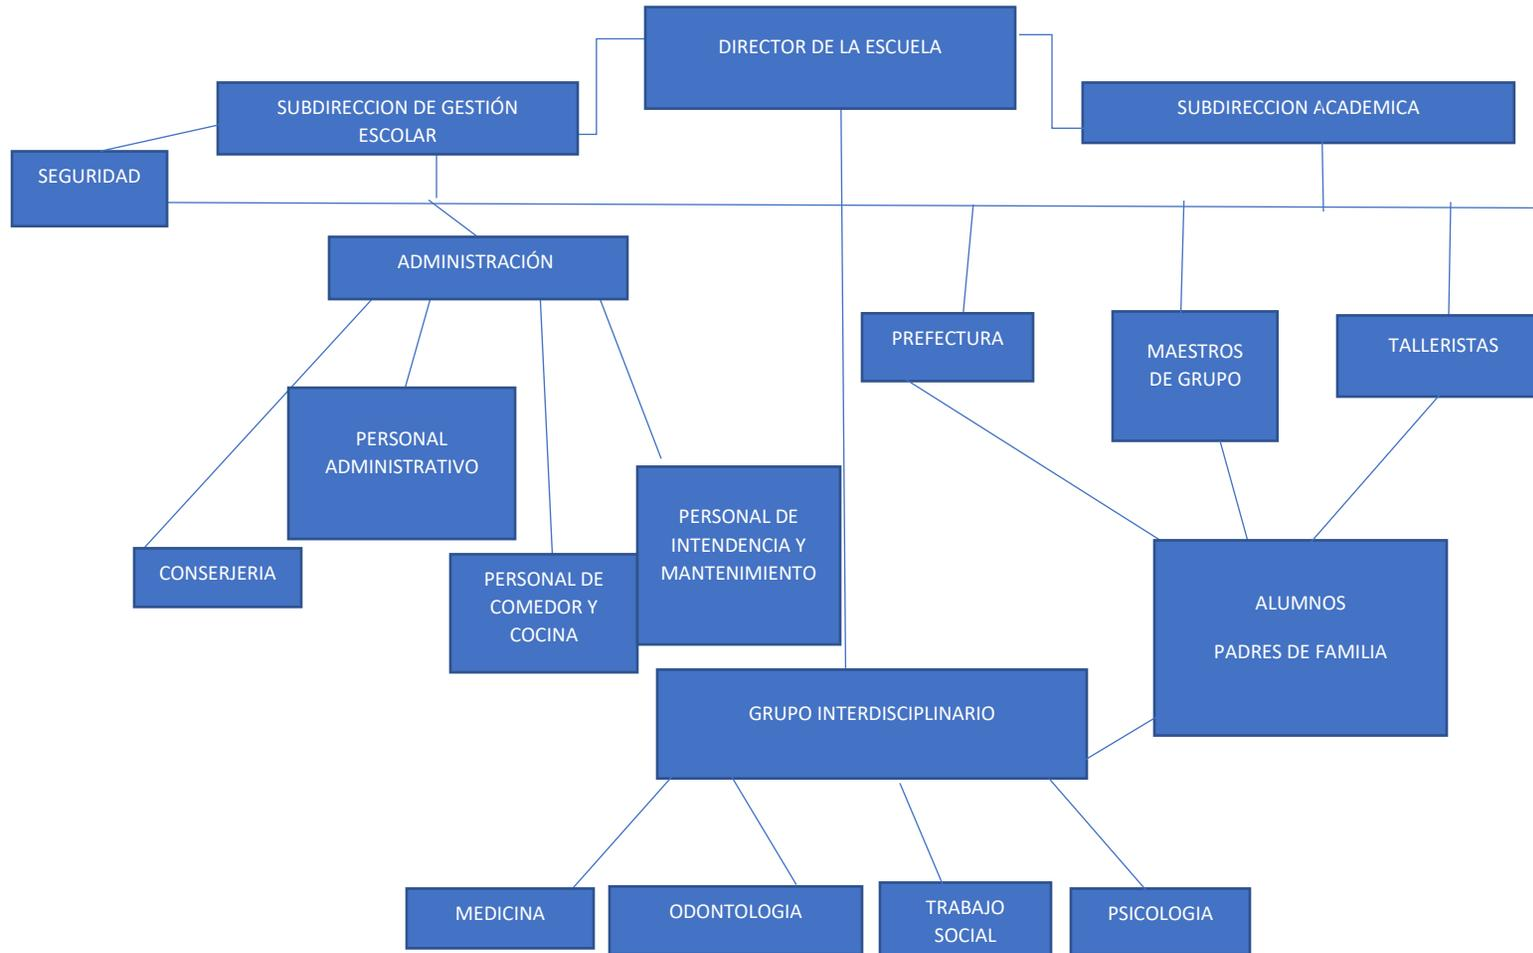 DIRECTOR DE LA ESCUELA
SUBDIRECCION DE GESTIÓN
ESCOLAR
SUBDIRECCION ACADEMICA
SEGURIDAD
ADMINISTRACIÓN
PREFECTURA
MAESTROS
DE GRUPO
TALLERISTAS
PERSONAL
ADMINISTRATIVO
PERSONAL DE
INTENDENCIA Y
MANTENIMIENTO
CONSERJERIA
PERSONAL DE
COMEDOR Y
COCINA
ALUMNOS
PADRES DE FAMILIA
GRUPO INTERDISCIPLINARIO
MEDICINA
ODONTOLOGIA
TRABAJO
SOCIAL
PSICOLOGIA